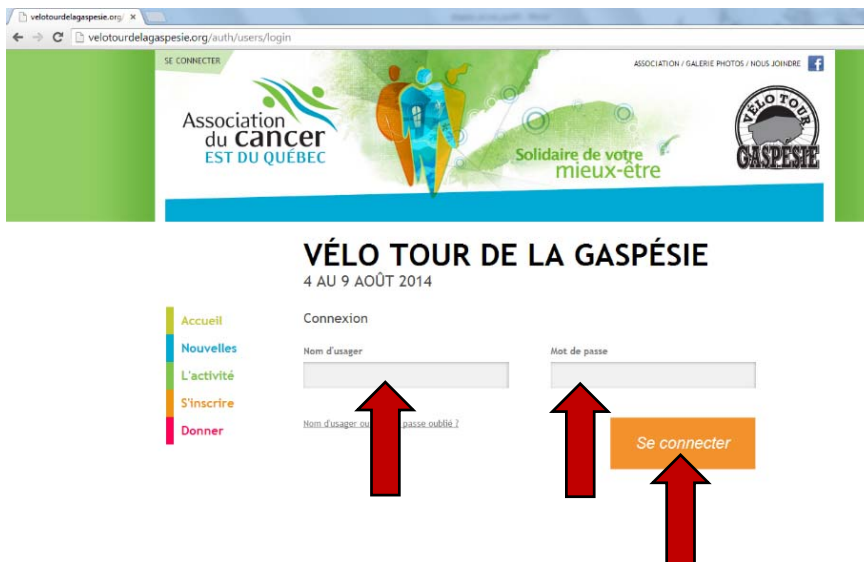 velotourdelagaspesie.org/
velotourdelagaspesie.org/auth/users/login
SE CONNECTER
ASSOCIATION / GALERIE PHOTOS / NOUS JOINDRE
Association
du cancer
EST DU QUÉBEC
Solidaire de votre
mieux-être
VÉLO TOUR
GASPÉSIE
VÉLO TOUR DE LA GASPÉSIE
4 AU 9 AOÛT 2014
Accueil
Nouvelles
L'activité
S'inscrire
Donner
Connexion
Nom d'usager
Mot de passe
Nom d'usager ou passe oublié ?
Se connecter